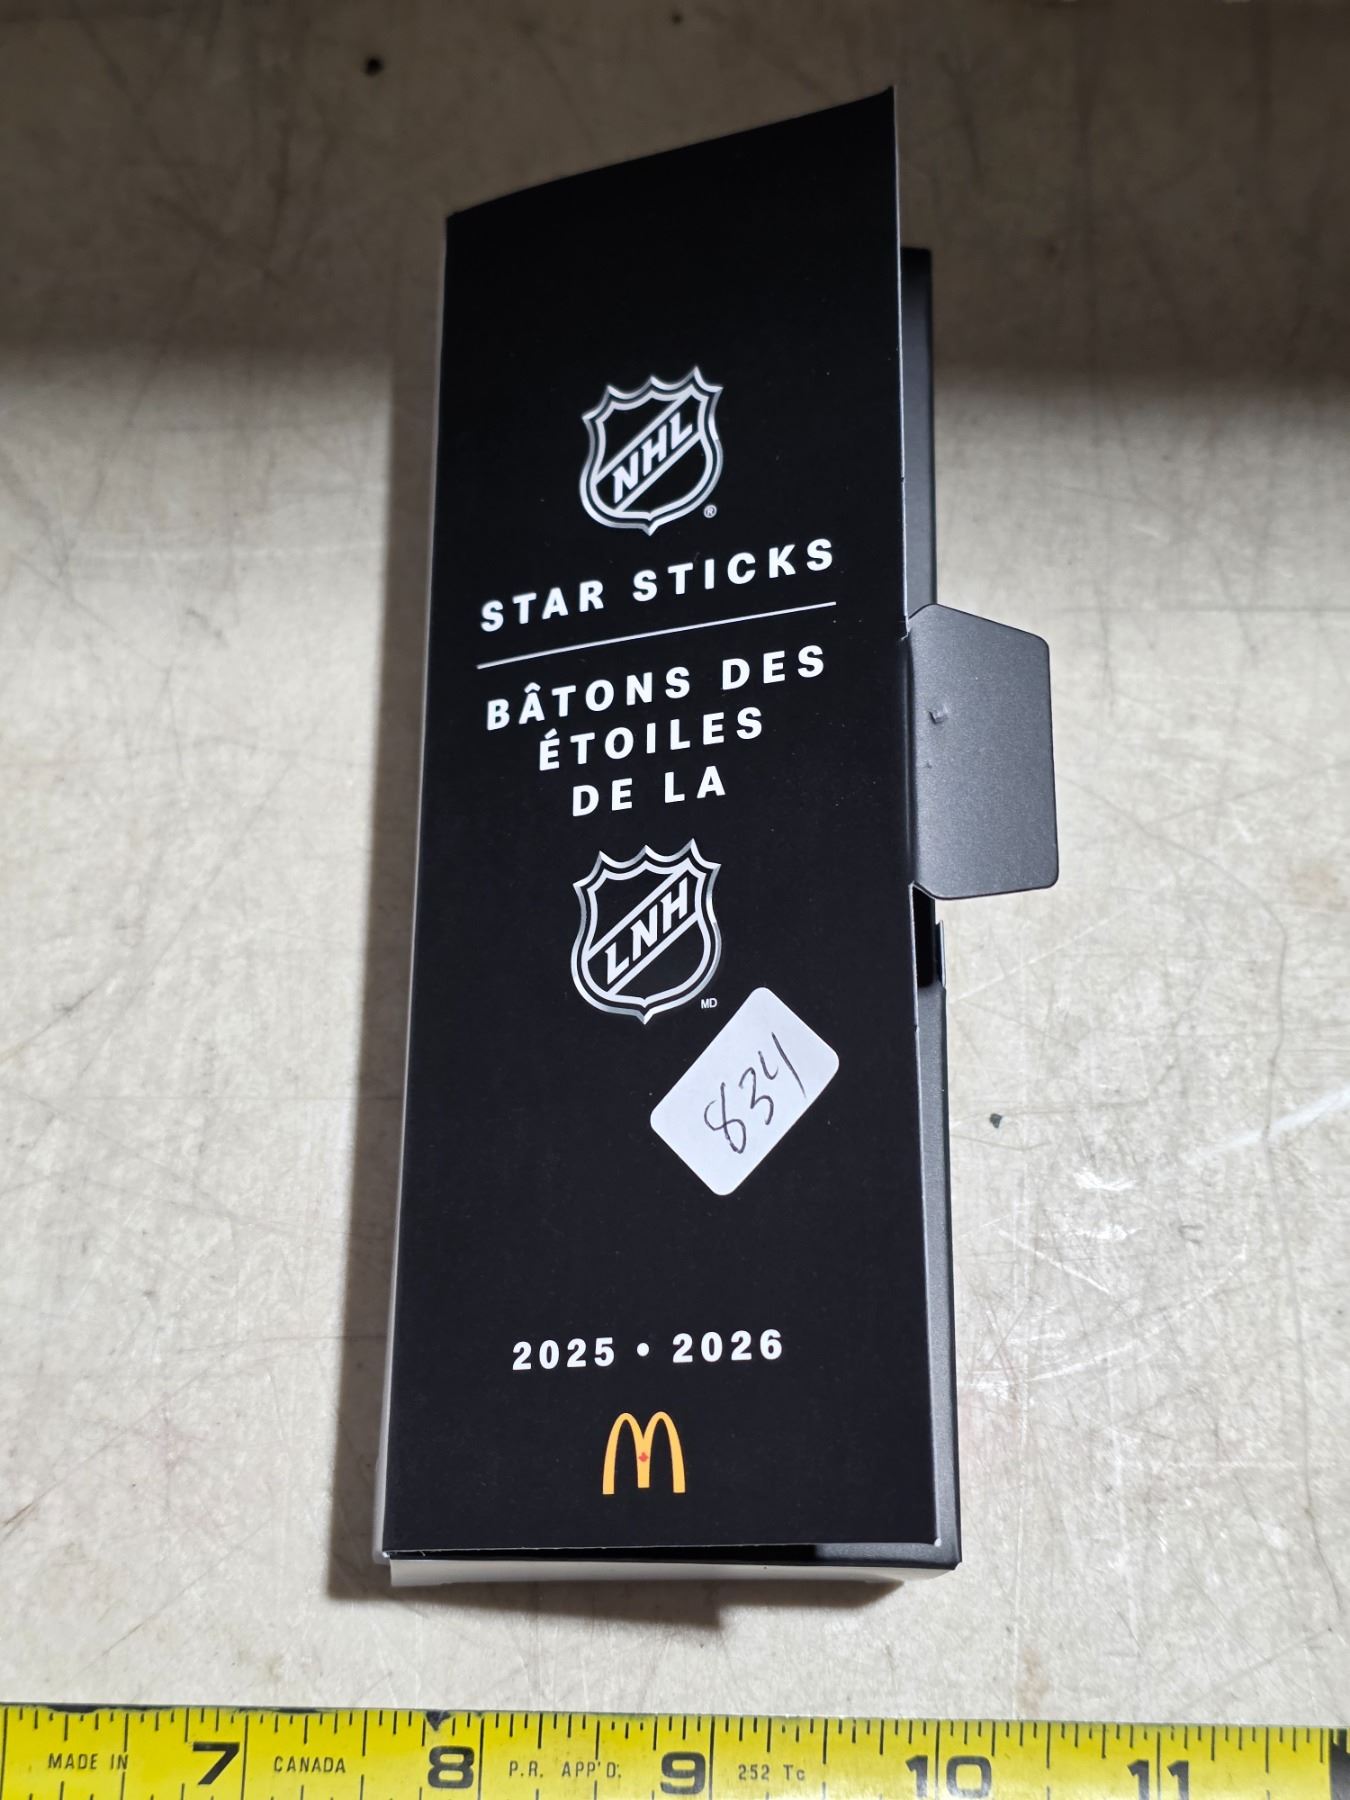 NHL
®
STAR STICKS
BÂTONS DES
ÉTOILES
DE LA
LNH
MD
834
2025 • 2026
MADE IN 7 CANADA 8 P.R. APP'D. 9 252 Tc 10 11